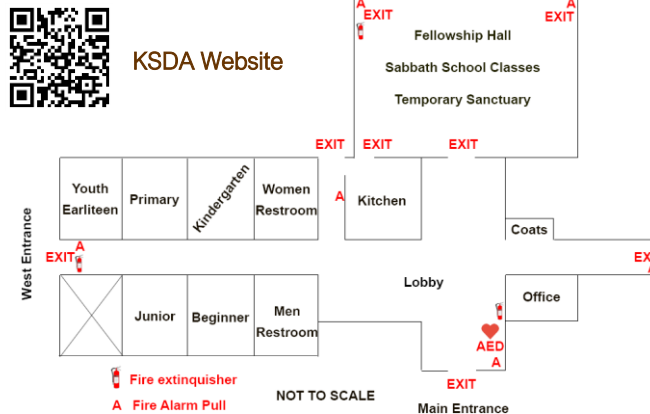 A
EXIT
A
EXIT
KSDA Website
Fellowship Hall
Sabbath School Classes
Temporary Sanctuary
EXIT
EXIT
EXIT
Youth
Earliteen
Primary
Kindergarten
Women
Restroom
A
Kitchen
Coats
West Entrance
A
EXIT
Lobby
Office
Junior
Beginner
Men
Restroom
AED
A
EXIT
Fire extinguisher
A Fire Alarm Pull
NOT TO SCALE
Main Entrance